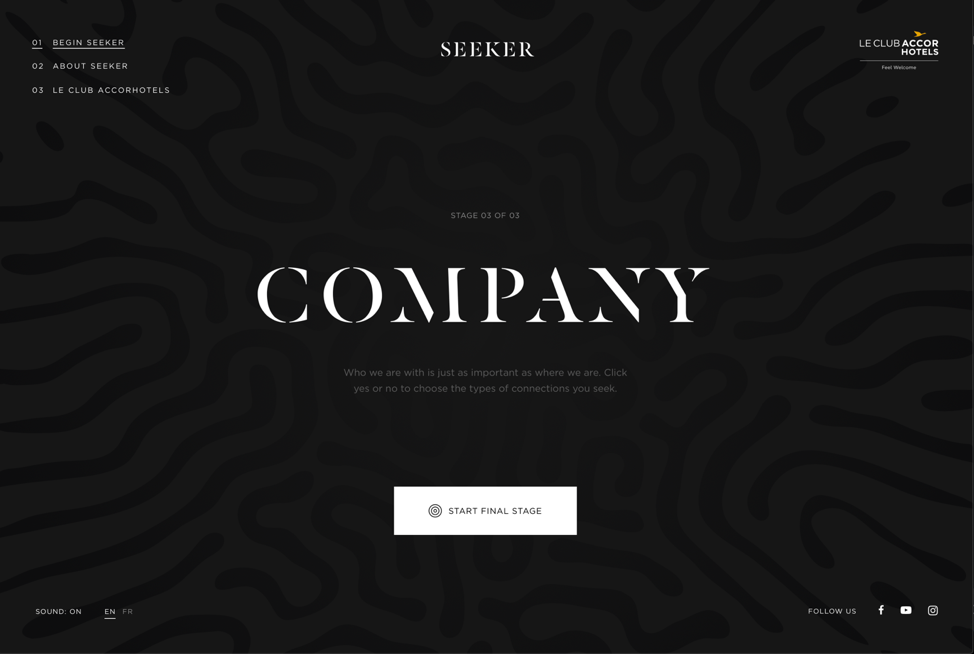 01 BEGIN SEEKER
02 ABOUT SEEKER
03 LE CLUB ACCORHOTELS
SEEKER
LE CLUB ACCOR
HOTELS
Feel Welcome
STAGE 03 OF 03
COMPANY
Who we are with is just as important as where we are. Click
yes or no to choose the types of connections you seek.
START FINAL STAGE
SOUND: ON EN FR
FOLLOW US